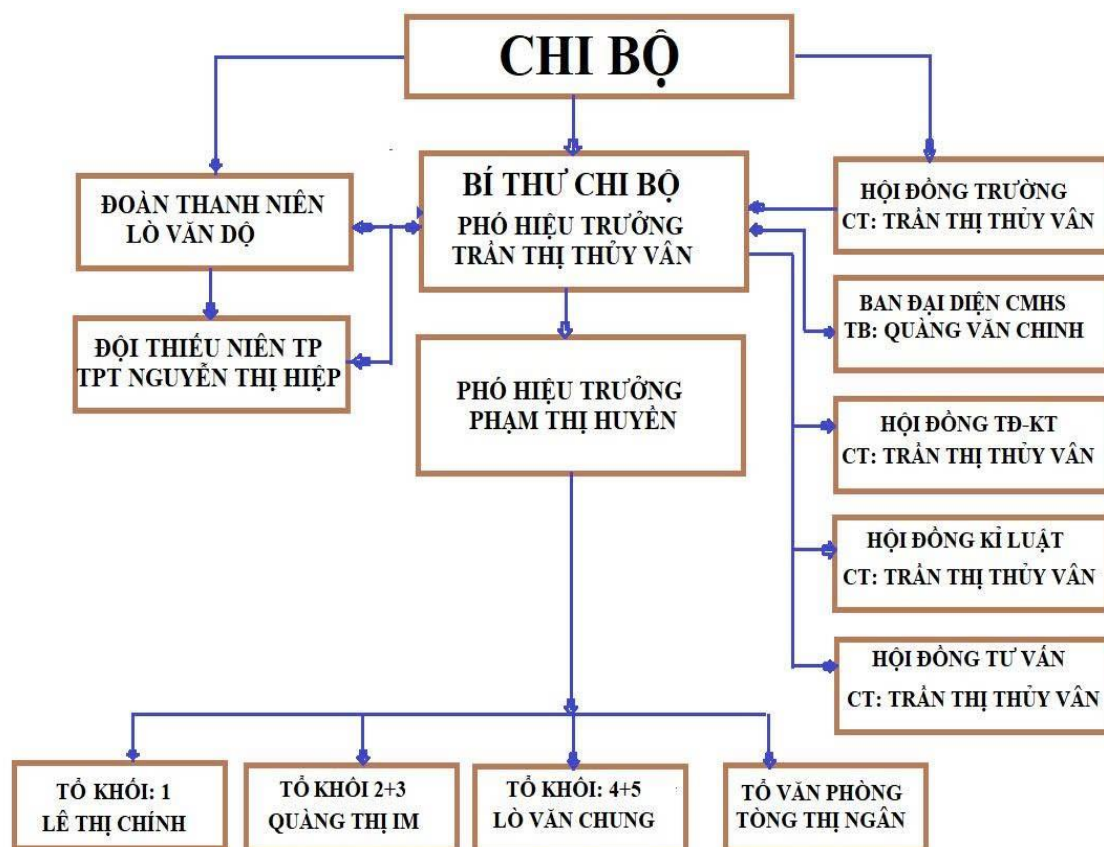 CHI BỘ
ĐOÀN THANH NIÊN
LÒ VĂN DỘ
BÍ THƯ CHI BỘ
PHÓ HIỆU TRƯỞNG
TRẦN THỊ THỦY VÂN
HỘI ĐỒNG TRƯỜNG
CT: TRẦN THỊ THỦY VÂN
BAN ĐẠI DIỆN CMHS
TB: QUÀNG VĂN CHINH
ĐỘI THIẾU NIÊN TP
TPT NGUYỄN THỊ HIỆP
PHÓ HIỆU TRƯỞNG
PHẠM THỊ HUYỀN
HỘI ĐỒNG TĐ-KT
CT: TRẦN THỊ THỦY VÂN
HỘI ĐỒNG KỈ LUẬT
CT: TRẦN THỊ THỦY VÂN
HỘI ĐỒNG TƯ VẤN
CT: TRẦN THỊ THỦY VÂN
TỔ KHỐI: 1
LÊ THỊ CHÍNH
TỔ KHÔI 2+3
QUÀNG THỊ IM
TỔ KHỐI: 4+5
LÒ VĂN CHUNG
TỔ VĂN PHÒNG
TÒNG THỊ NGÂN